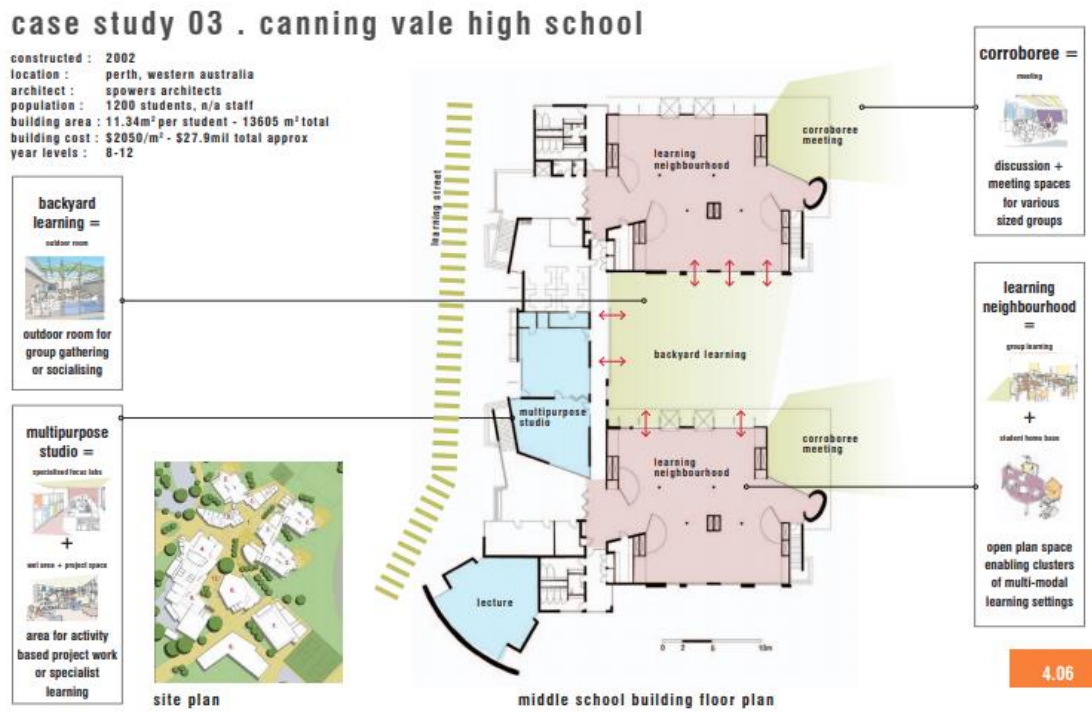 case study 03 . canning vale high school
constructed : 2002
location : perth, western australia
architect : spowers architects
population : 1200 students, n/a staff
building area : 11.34m² per student - 13605 m² total
building cost : $2050/m² - $27.9mil total approx
year levels : 8-12
backyard
learning =
outdoor room
outdoor room for
group gathering
or socialising
multipurpose
studio =
specialised focus labs
+
wet area + project space
area for activity
based project work
or specialist
learning
site plan
learning street
learning
neighbourhood
corroboree
meeting
backyard learning
multipurpose
studio
learning
neighbourhood
corroboree
meeting
lecture
0 2 5 10m
middle school building floor plan
corroboree =
meeting
discussion +
meeting spaces
for various
sized groups
learning
neighbourhood
=
group learning
+
student home base
open plan space
enabling clusters
of multi-modal
learning settings
4.06